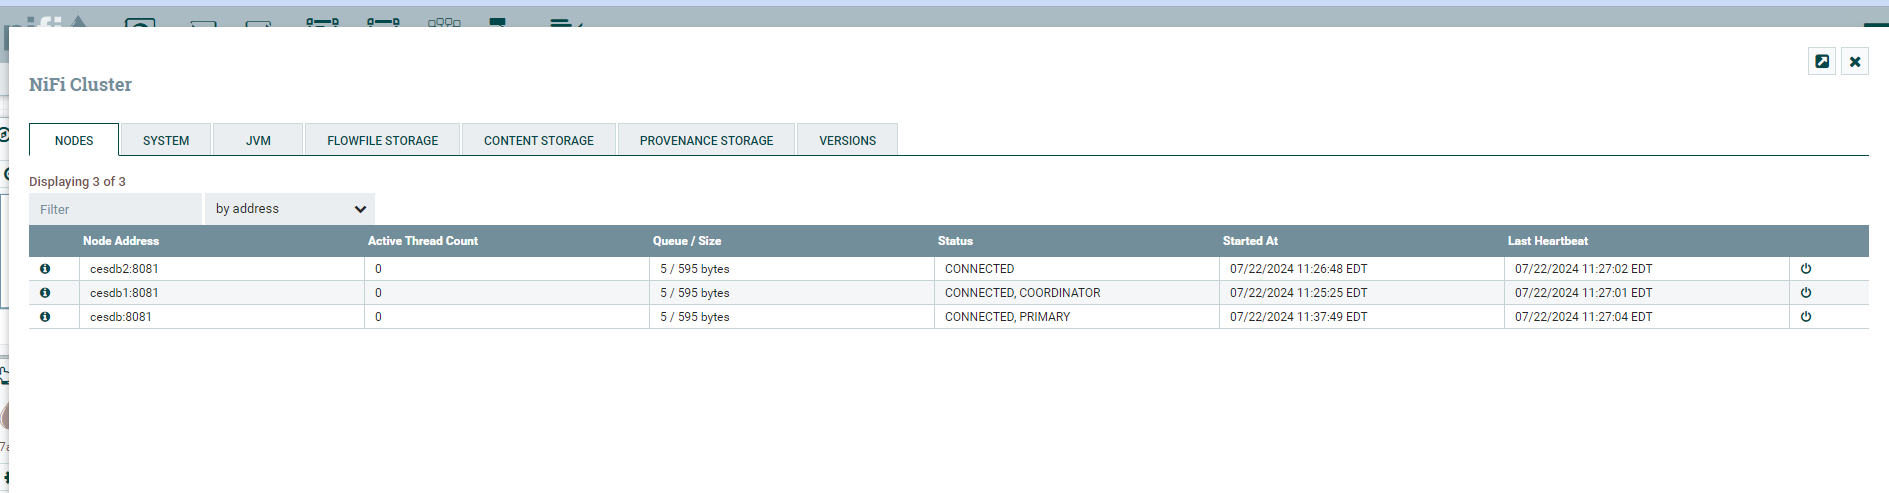 NiFi Cluster
NODES SYSTEM JVM FLOWFILE STORAGE CONTENT STORAGE PROVENANCE STORAGE VERSIONS
Displaying 3 of 3
Filter by address
Node Address Active Thread Count Queue / Size Status Started At Last Heartbeat
cesdb2:8081 0 5 / 595 bytes CONNECTED 07/22/2024 11:26:48 EDT 07/22/2024 11:27:02 EDT
cesdb1:8081 0 5 / 595 bytes CONNECTED, COORDINATOR 07/22/2024 11:25:25 EDT 07/22/2024 11:27:01 EDT
cesdb:8081 0 5 / 595 bytes CONNECTED, PRIMARY 07/22/2024 11:37:49 EDT 07/22/2024 11:27:04 EDT